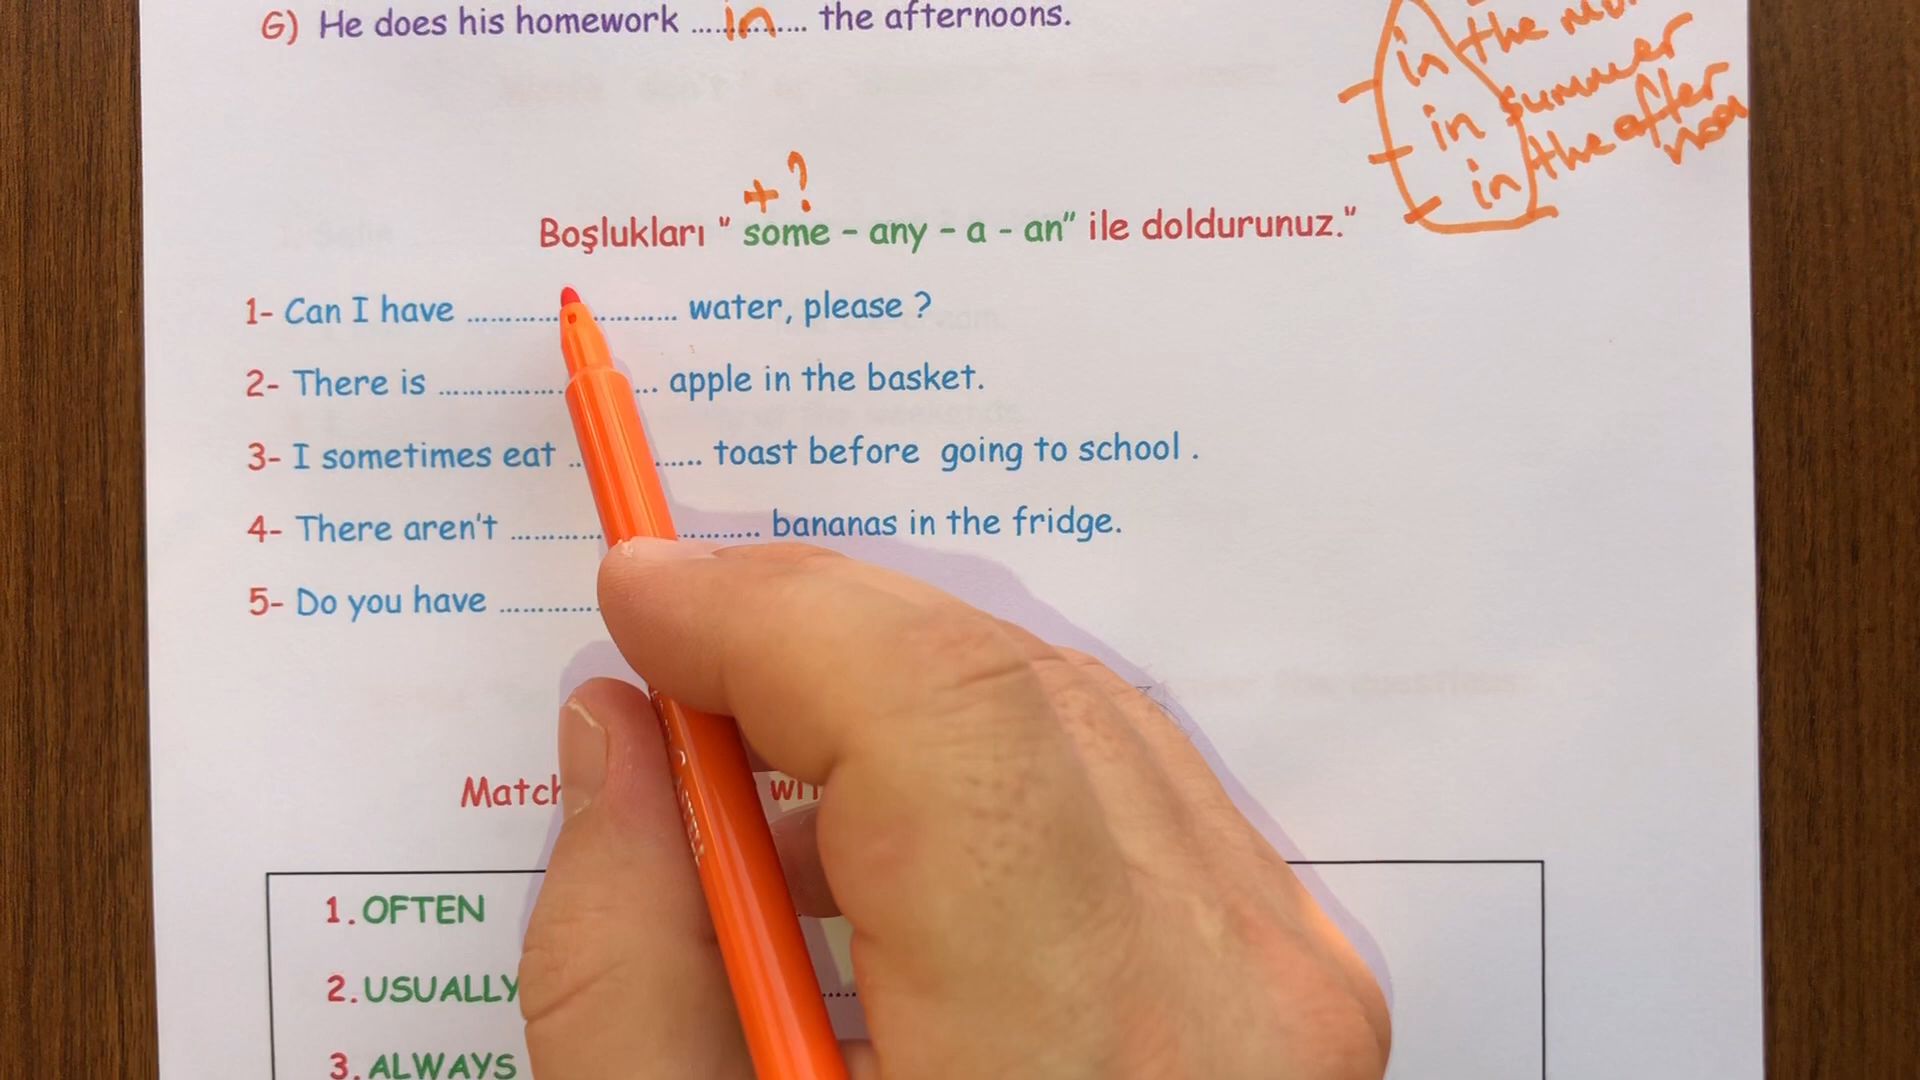 G) He does his homework ....in.... the afternoons.
in the
in summer
in the after
noon
+ ?
Boşlukları " some - any - a - an" ile doldurunuz."
1- Can I have ........................ water, please ?
2- There is ........................ apple in the basket.
3- I sometimes eat ........................ toast before going to school .
4- There aren't ........................ bananas in the fridge.
5- Do you have ............
1. OFTEN
2. USUALLY
3. ALWAYS